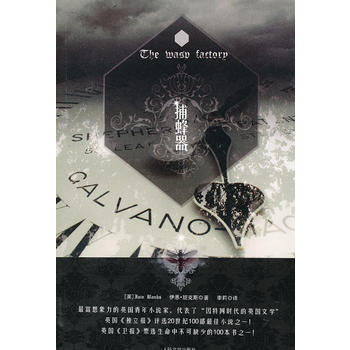 The wasp factory
捕蜂器
SHEPHER
CALVANO
[英] Iain Blanks 伊恩·班克斯 著 李莉 译
最富想象力的英国青年小说家，代表了“因特网时代的英国文学”
英国《独立报》评选20世纪100部最佳小说之一！
英国《卫报》票选生命中不可缺少的100本书之一！